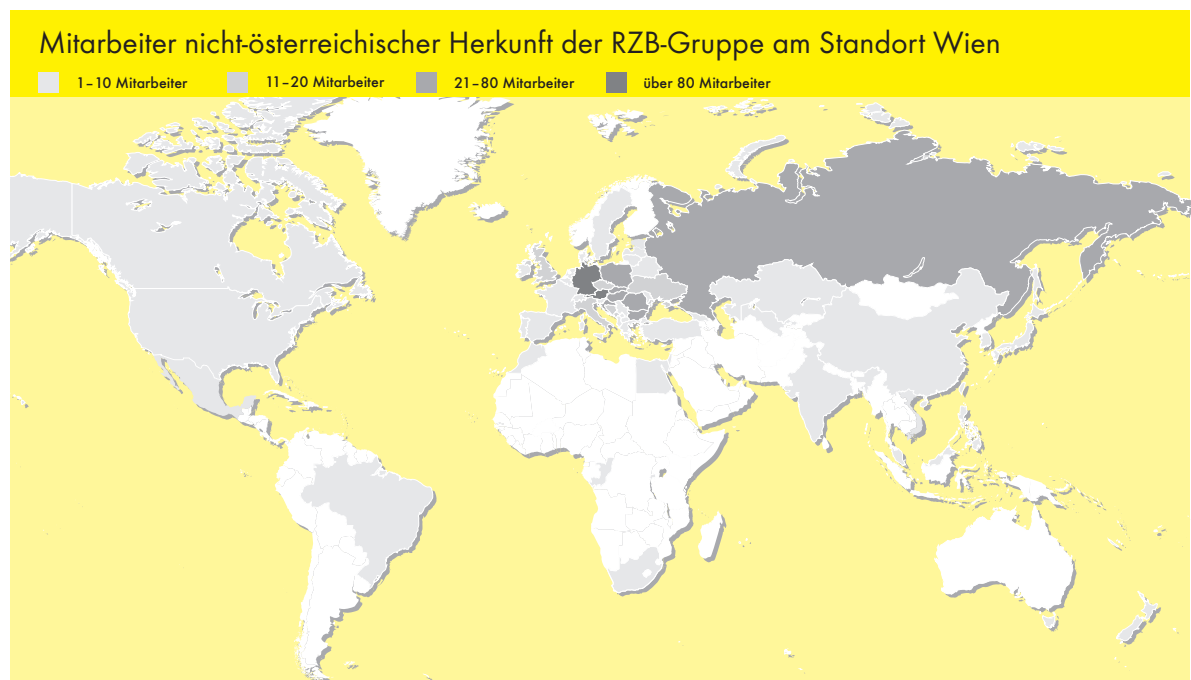 Mitarbeiter nicht-österreichischer Herkunft der RZB-Gruppe am Standort Wien
1–10 Mitarbeiter 11–20 Mitarbeiter 21–80 Mitarbeiter über 80 Mitarbeiter